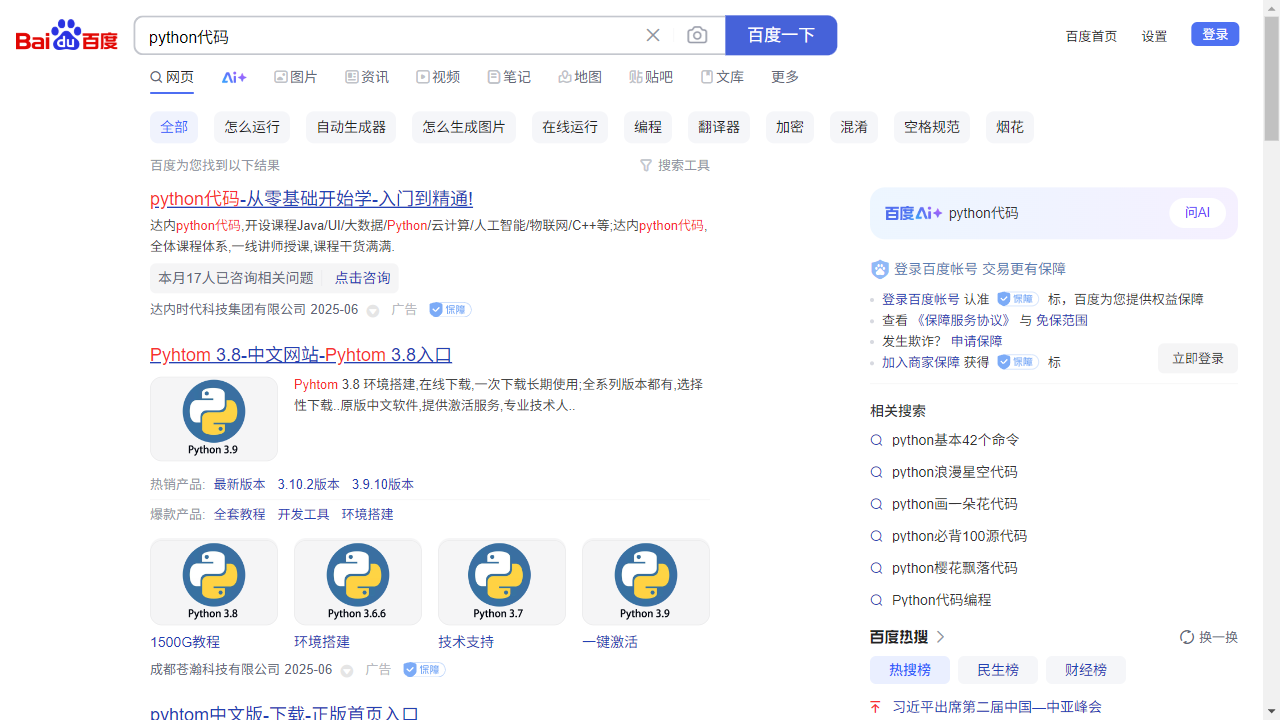 Bai du 百度 python代码 百度一下 百度首页 设置 登录
网页 Ai+ 图片 资讯 视频 笔记 地图 贴吧 文库 更多
全部 怎么运行 自动生成器 怎么生成图片 在线运行 编程 翻译器 加密 混淆 空格规范 烟花
百度为您找到以下结果 搜索工具
python代码-从零基础开始学-入门到精通!
达内python代码,开设课程Java/UI/大数据/Python/云计算/人工智能/物联网/C++等;达内python代码,
全体课程体系,一线讲师授课,课程干货满满.
本月17人已咨询相关问题 点击咨询
达内时代科技集团有限公司 2025-06 广告 保障
Pyhtom 3.8-中文网站-Pyhtom 3.8入口
Python 3.9
Pyhtom 3.8 环境搭建,在线下载,一次下载长期使用;全系列版本都有,选择
性下载..原版中文软件,提供激活服务,专业技术人..
热销产品: 最新版本 3.10.2版本 3.9.10版本
爆款产品: 全套教程 开发工具 环境搭建
Python 3.8 Python 3.6.6 Python 3.7 Python 3.9
1500G教程 环境搭建 技术支持 一键激活
成都苍瀚科技有限公司 2025-06 广告 保障
pyhtom中文版-下载-正版首页入口
百度Ai+ python代码 问AI
登录百度帐号 交易更有保障
登录百度帐号 认准 保障 标，百度为您提供权益保障
查看 《保障服务协议》 与 免保范围
发生欺诈？ 申请保障
加入商家保障 获得 保障 标
立即登录
相关搜索
python基本42个命令
python浪漫星空代码
python画一朵花代码
python必背100源代码
python樱花飘落代码
Python代码编程
百度热搜 换一换
热搜榜 民生榜 财经榜
习近平出席第二届中国—中亚峰会